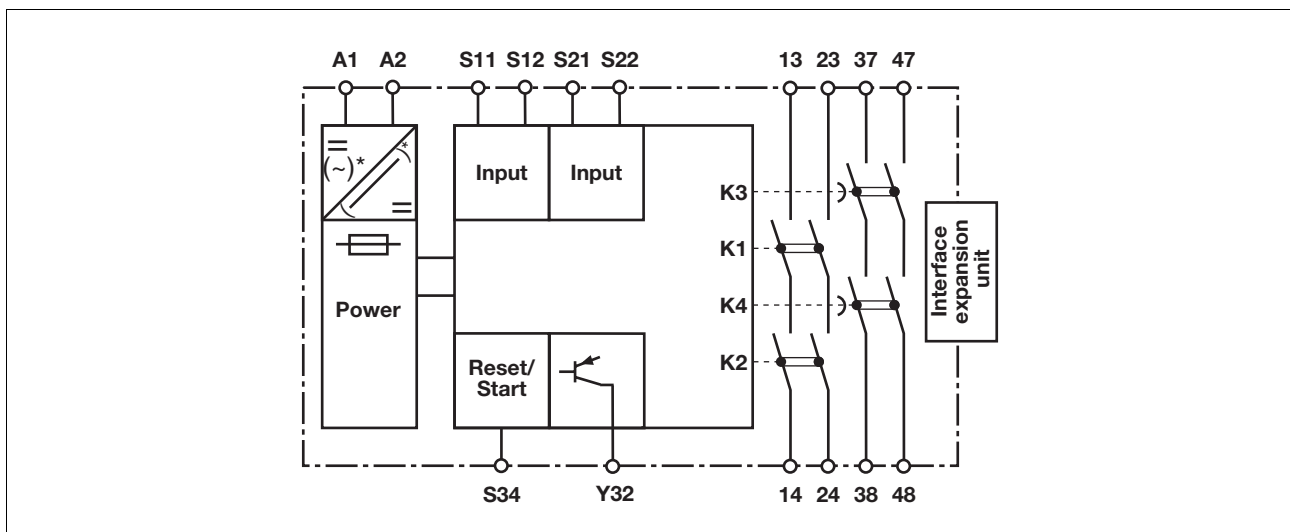 A1 A2 S11 S12 S21 S22 13 23 37 47
= (~)* * =
Input Input
K3
K1
K4
K2
Power
Reset/
Start
Interface
expansion
unit
S34 Y32 14 24 38 48